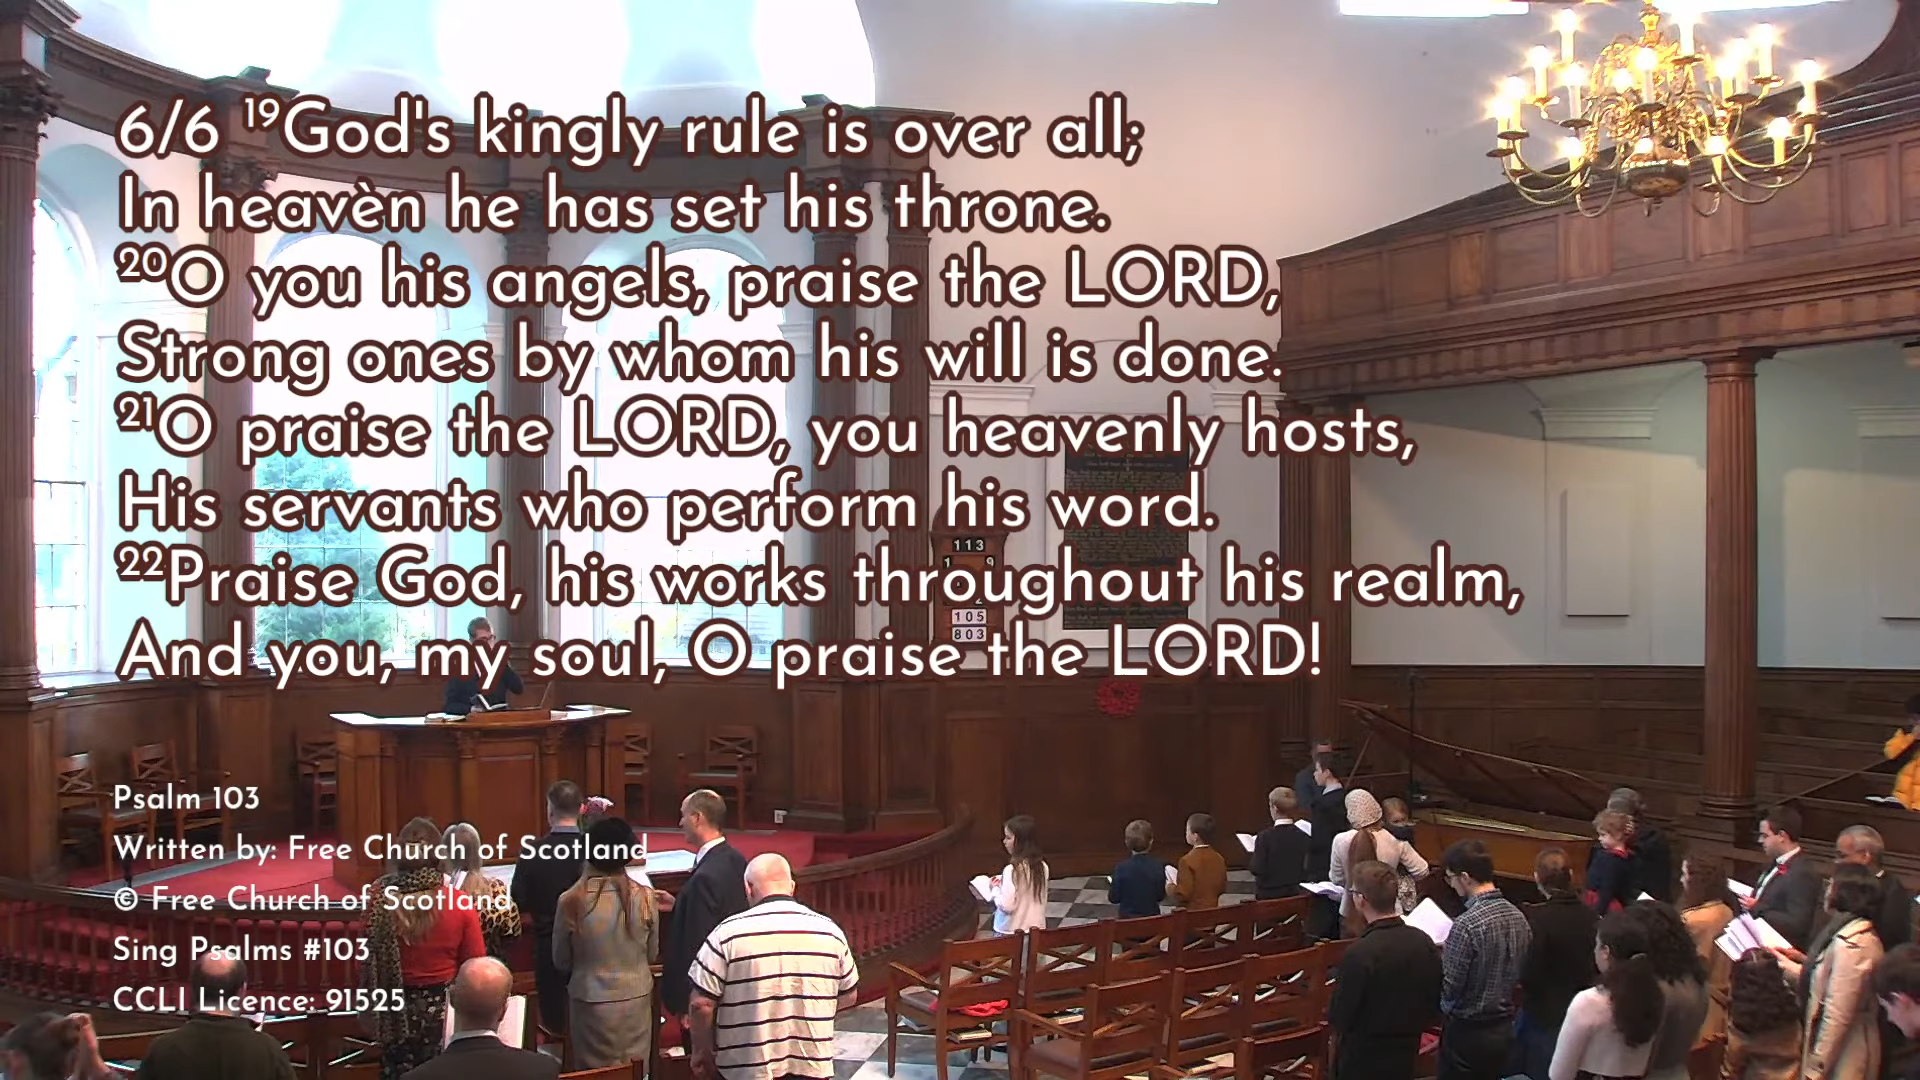 6/6 ¹⁹God's kingly rule is over all;
In heavèn he has set his throne.
²⁰O you his angels, praise the LORD,
Strong ones by whom his will is done.
²¹O praise the LORD, you heavenly hosts,
His servants who perform his word.
²²Praise God, his works throughout his realm,
And you, my soul, O praise the LORD!
113
105
803
Psalm 103
Written by: Free Church of Scotland
© Free Church of Scotland
Sing Psalms #103
CCLI Licence: 91525